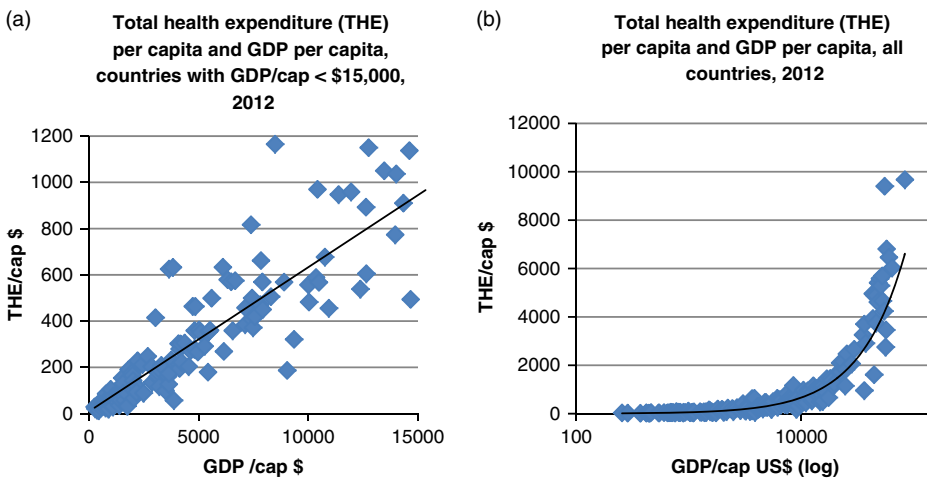 (a)
Total health expenditure (THE)
per capita and GDP per capita,
countries with GDP/cap < $15,000,
2012
THE/cap $
1200
1000
800
600
400
200
0
0 5000 10000 15000
GDP /cap $
(b)
Total health expenditure (THE)
per capita and GDP per capita, all
countries, 2012
THE/cap $
12000
10000
8000
6000
4000
2000
0
100 10000
GDP/cap US$ (log)